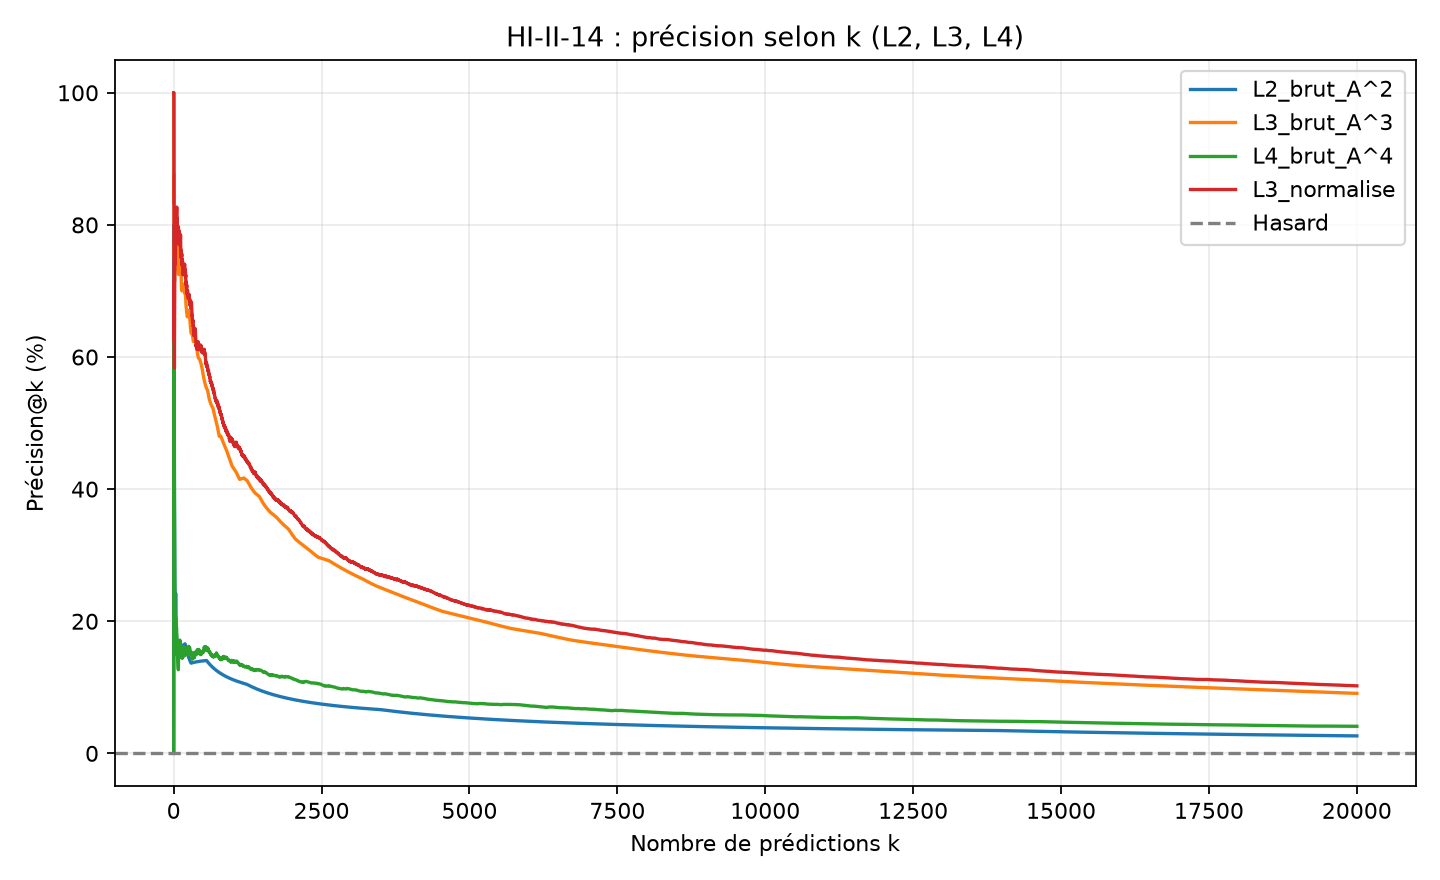 HI-II-14 : précision selon k (L2, L3, L4)
L2_brut_A^2
L3_brut_A^3
L4_brut_A^4
L3_normalise
Hasard
Précision@k (%)
100
80
60
40
20
0
0 2500 5000 7500 10000 12500 15000 17500 20000
Nombre de prédictions k